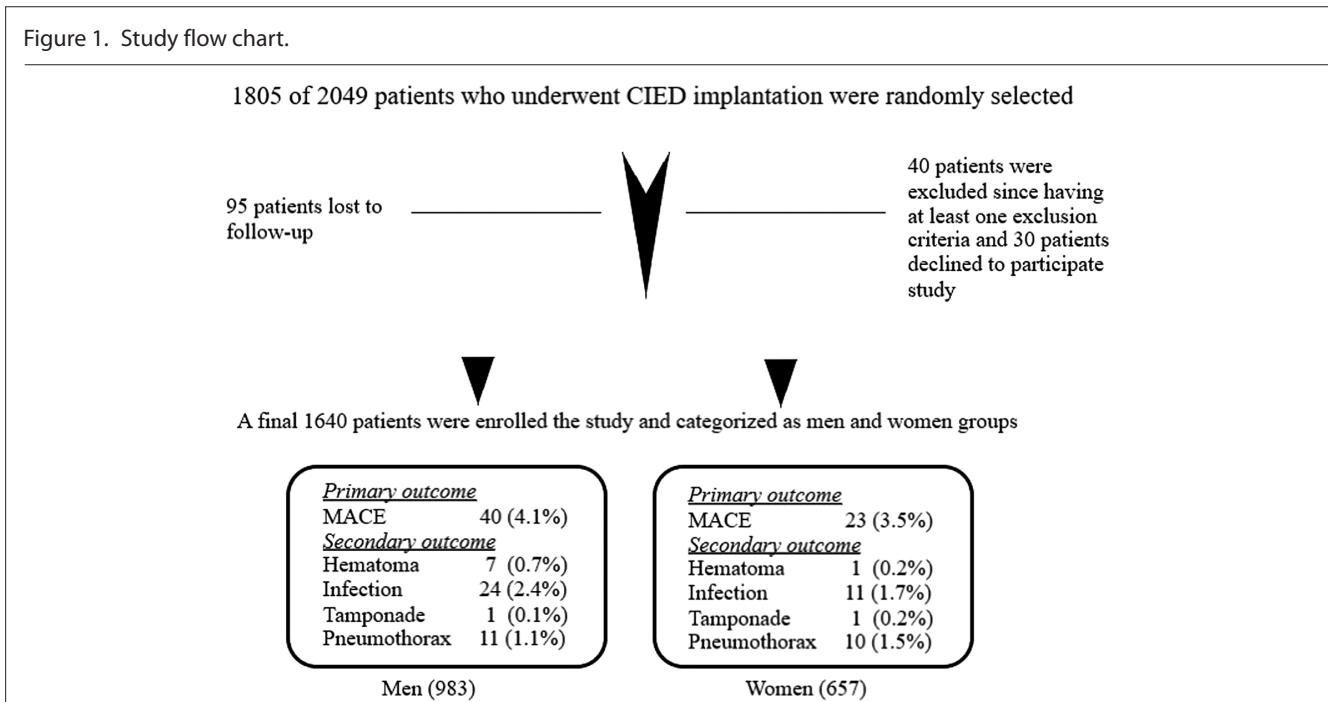 Figure 1. Study flow chart.
1805 of 2049 patients who underwent CIED implantation were randomly selected
95 patients lost to
follow-up
40 patients were
excluded since having
at least one exclusion
criteria and 30 patients
declined to participate
study
A final 1640 patients were enrolled the study and categorized as men and women groups
Primary outcome
MACE 40 (4.1%)
Secondary outcome
Hematoma 7 (0.7%)
Infection 24 (2.4%)
Tamponade 1 (0.1%)
Pneumothorax 11 (1.1%)
Men (983)
Primary outcome
MACE 23 (3.5%)
Secondary outcome
Hematoma 1 (0.2%)
Infection 11 (1.7%)
Tamponade 1 (0.2%)
Pneumothorax 10 (1.5%)
Women (657)